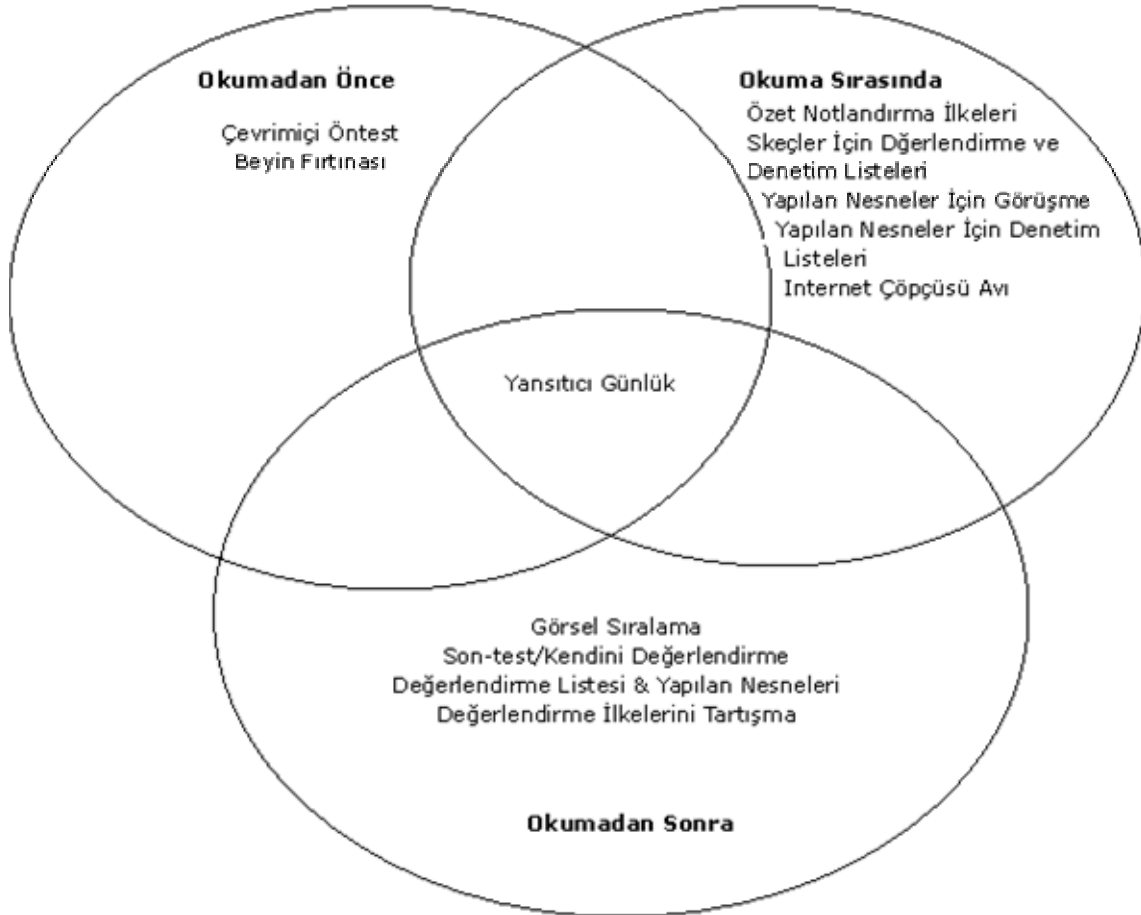 Okumadan Önce
Çevrimiçi Öntest
Beyin Fırtınası
Okuma Sırasında
Özet Notlandırma İlkeleri
Skeçler İçin Dğerlendirme ve
Denetim Listeleri
Yapılan Nesneler İçin Görüşme
Yapılan Nesneler İçin Denetim
Listeleri
Internet Çöpçüsü Avı
Yansıtıcı Günlük
Görsel Sıralama
Son-test/Kendini Değerlendirme
Değerlendirme Listesi & Yapılan Nesneleri
Değerlendirme İlkelerini Tartışma
Okumadan Sonra